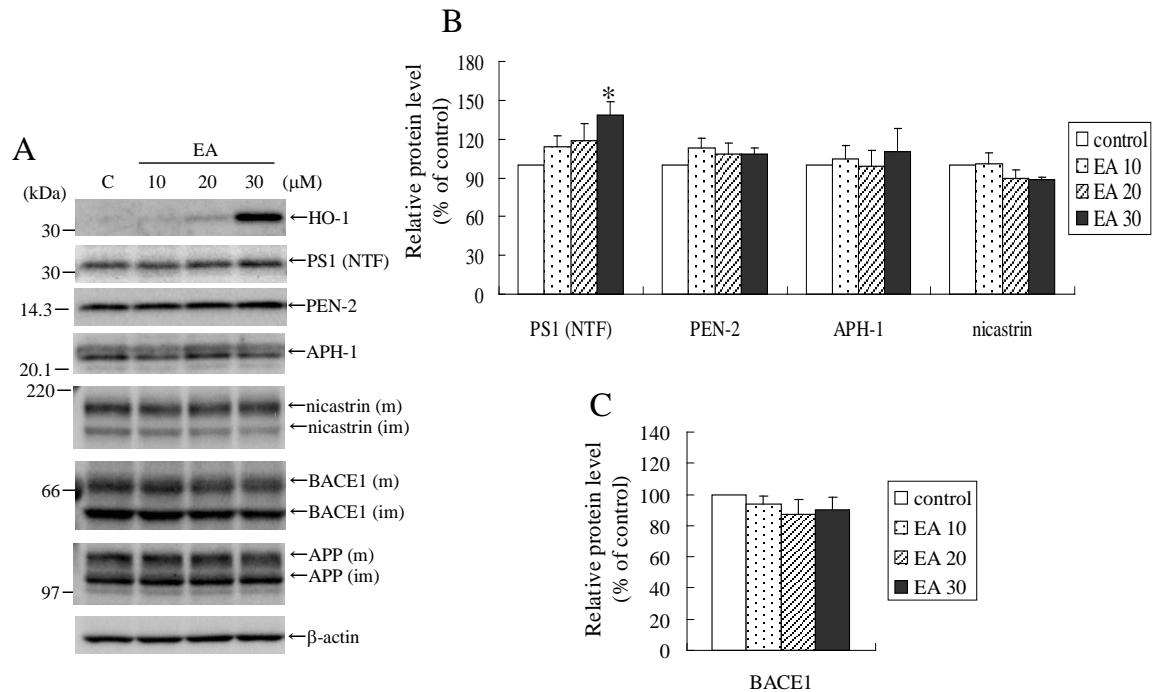 A
EA
(kDa)
C 10 20 30 (μM)
30 ←HO-1
30 ←PS1 (NTF)
14.3 ←PEN-2
20.1 ←APH-1
220
←nicastrin (m)
←nicastrin (im)
66 ←BACE1 (m)
←BACE1 (im)
←APP (m)
97 ←APP (im)
←β-actin
B
Relative protein level
(% of control)
180
150
120
90
60
30
0
*
PS1 (NTF) PEN-2 APH-1 nicastrin
control
EA 10
EA 20
EA 30
C
Relative protein level
(% of control)
140
120
100
80
60
40
20
0
BACE1
control
EA 10
EA 20
EA 30